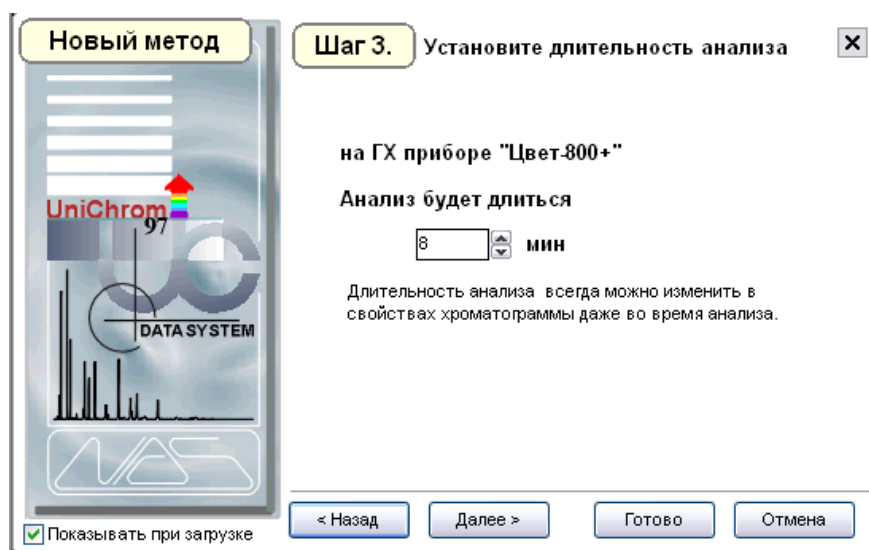 Новый метод
UniChrom
97
DATA SYSTEM
NAS
Показывать при загрузке
Шаг 3. Установите длительность анализа
на ГХ приборе "Цвет-800+"
Анализ будет длиться
8 мин
Длительность анализа всегда можно изменить в
свойствах хроматограммы даже во время анализа.
< Назад Далее > Готово Отмена